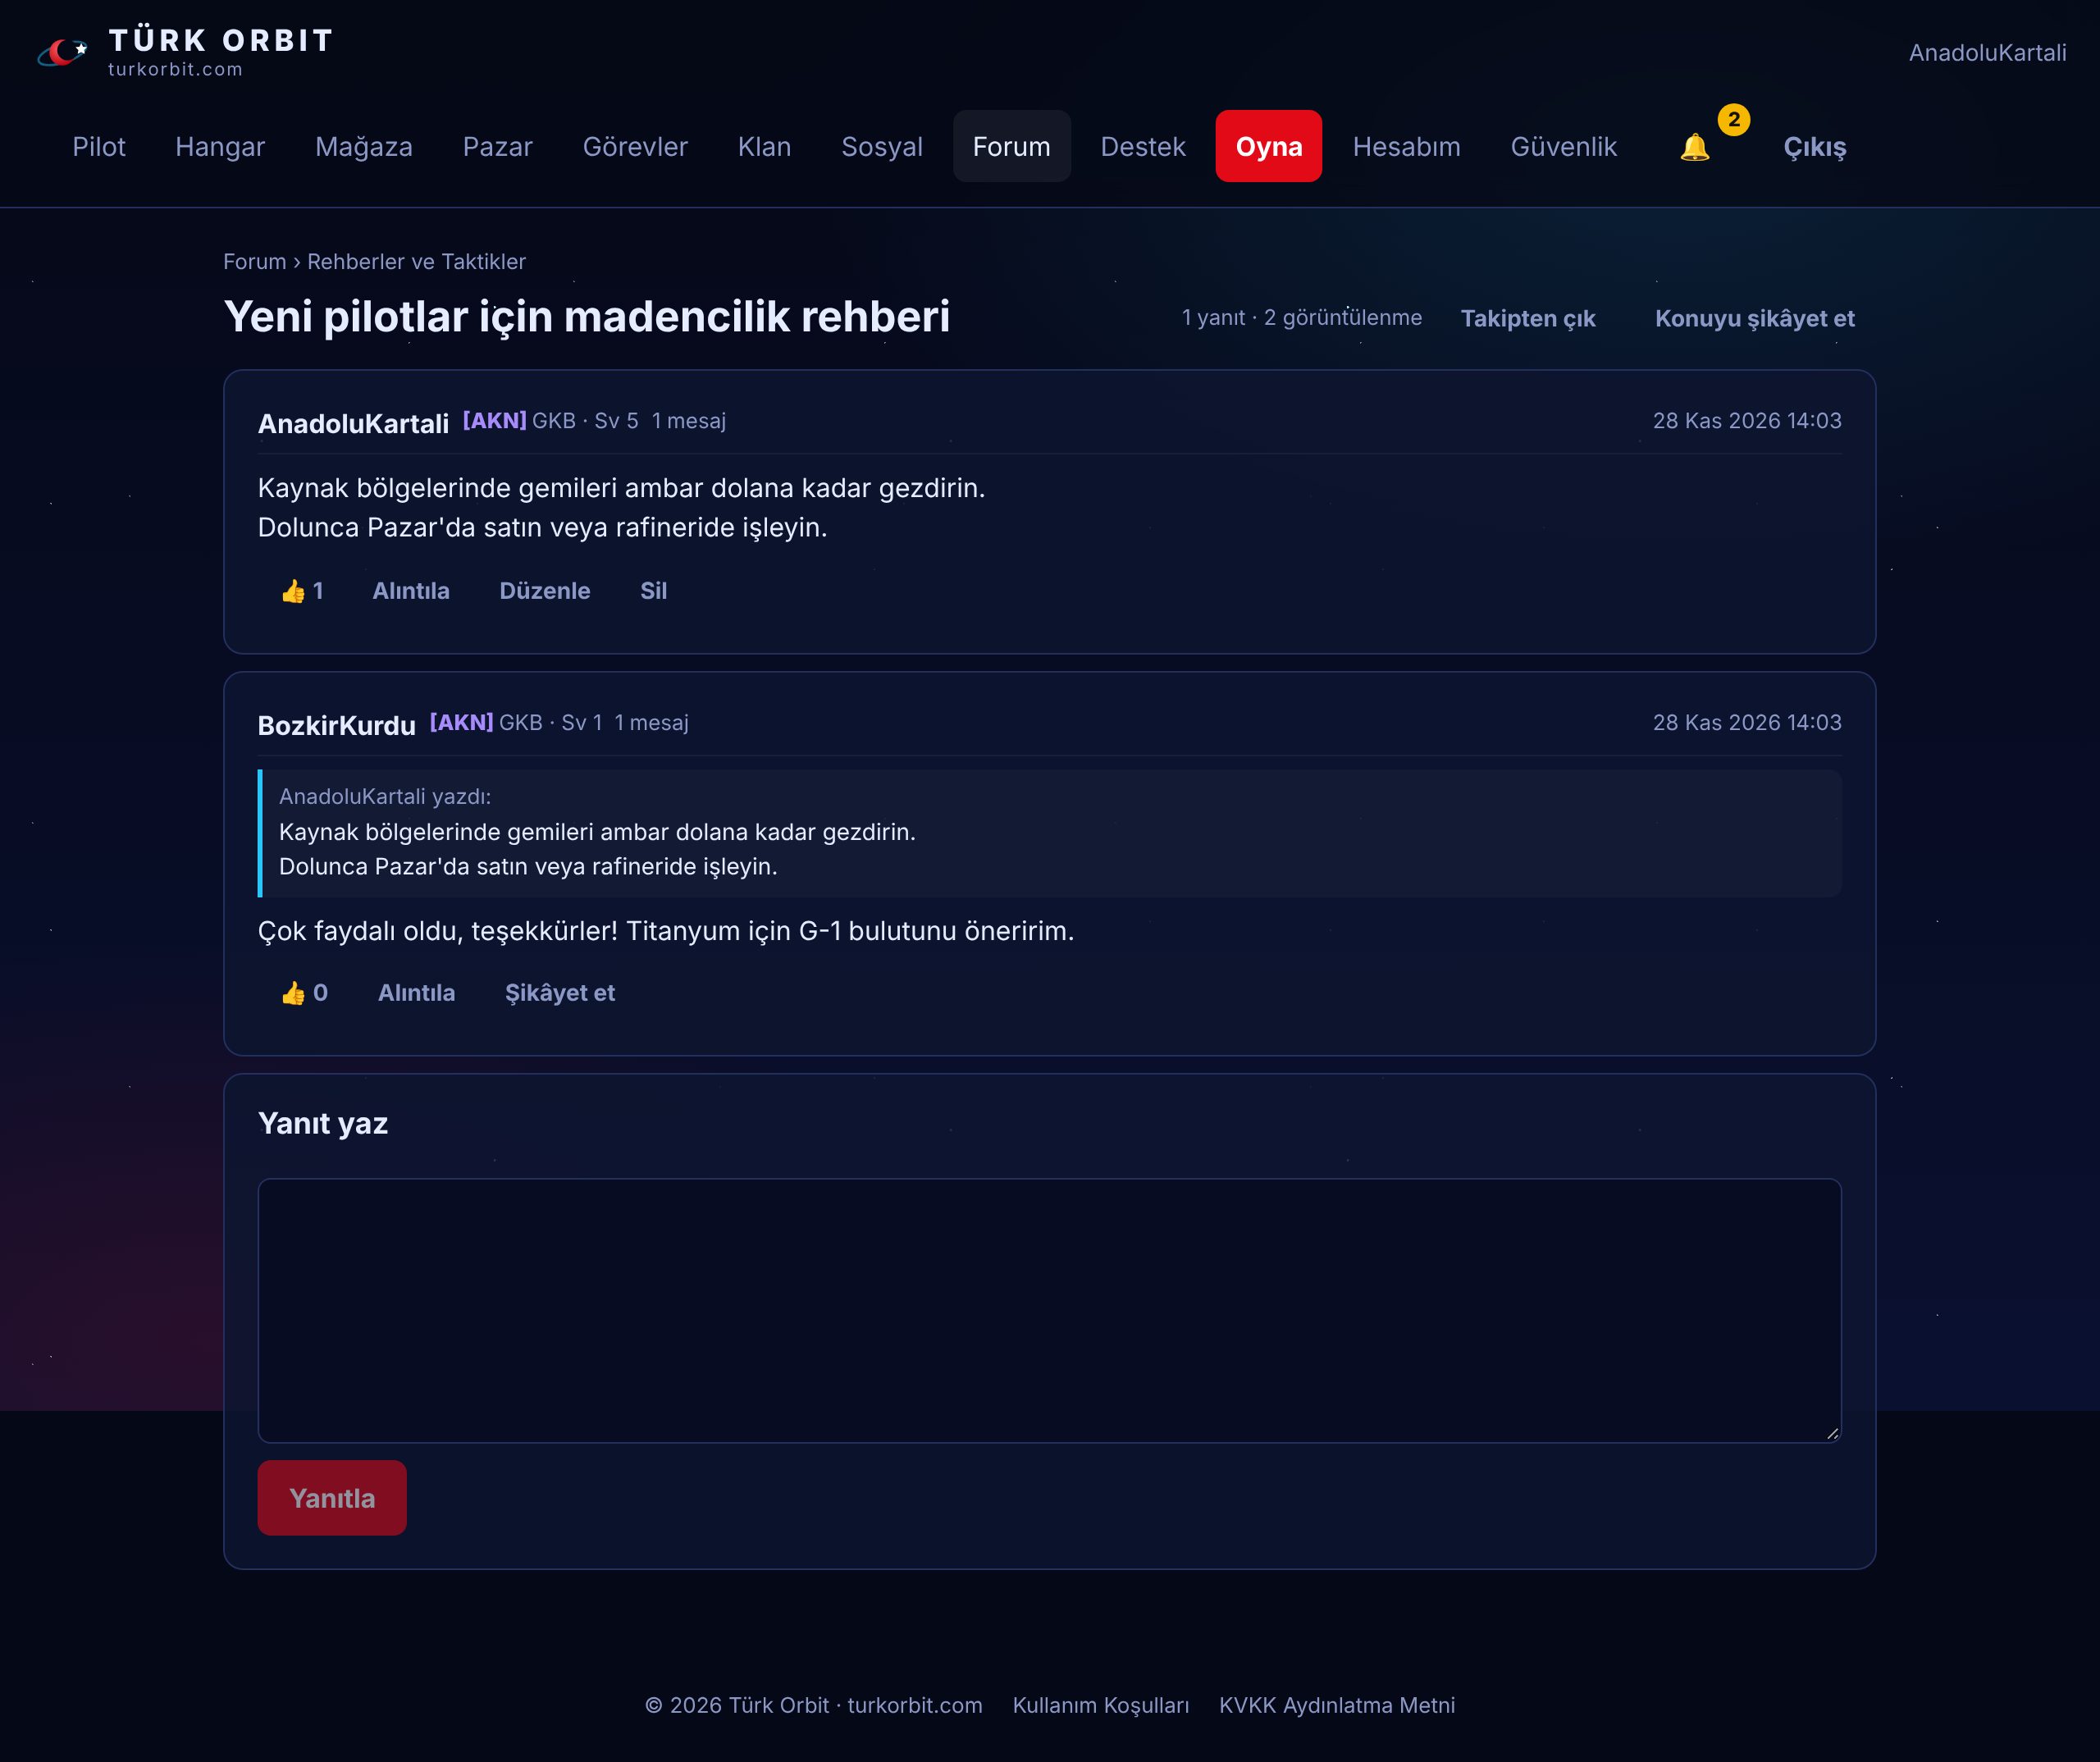 TÜRK ORBIT
turkorbit.com
AnadoluKartali
Pilot Hangar Mağaza Pazar Görevler Klan Sosyal Forum Destek Oyna Hesabım Güvenlik 🔔 2 Çıkış
Forum › Rehberler ve Taktikler
Yeni pilotlar için madencilik rehberi 1 yanıt · 2 görüntülenme Takipten çık Konuyu şikâyet et
AnadoluKartali [AKN] GKB · Sv 5 1 mesaj 28 Kas 2026 14:03
Kaynak bölgelerinde gemileri ambar dolana kadar gezdirin.
Dolunca Pazar'da satın veya rafineride işleyin.
👍 1 Alıntıla Düzenle Sil
BozkirKurdu [AKN] GKB · Sv 1 1 mesaj 28 Kas 2026 14:03
AnadoluKartali yazdı:
Kaynak bölgelerinde gemileri ambar dolana kadar gezdirin.
Dolunca Pazar'da satın veya rafineride işleyin.
Çok faydalı oldu, teşekkürler! Titanyum için G-1 bulutunu öneririm.
👍 0 Alıntıla Şikâyet et
Yanıt yaz
Yanıtla
© 2026 Türk Orbit · turkorbit.com Kullanım Koşulları KVKK Aydınlatma Metni